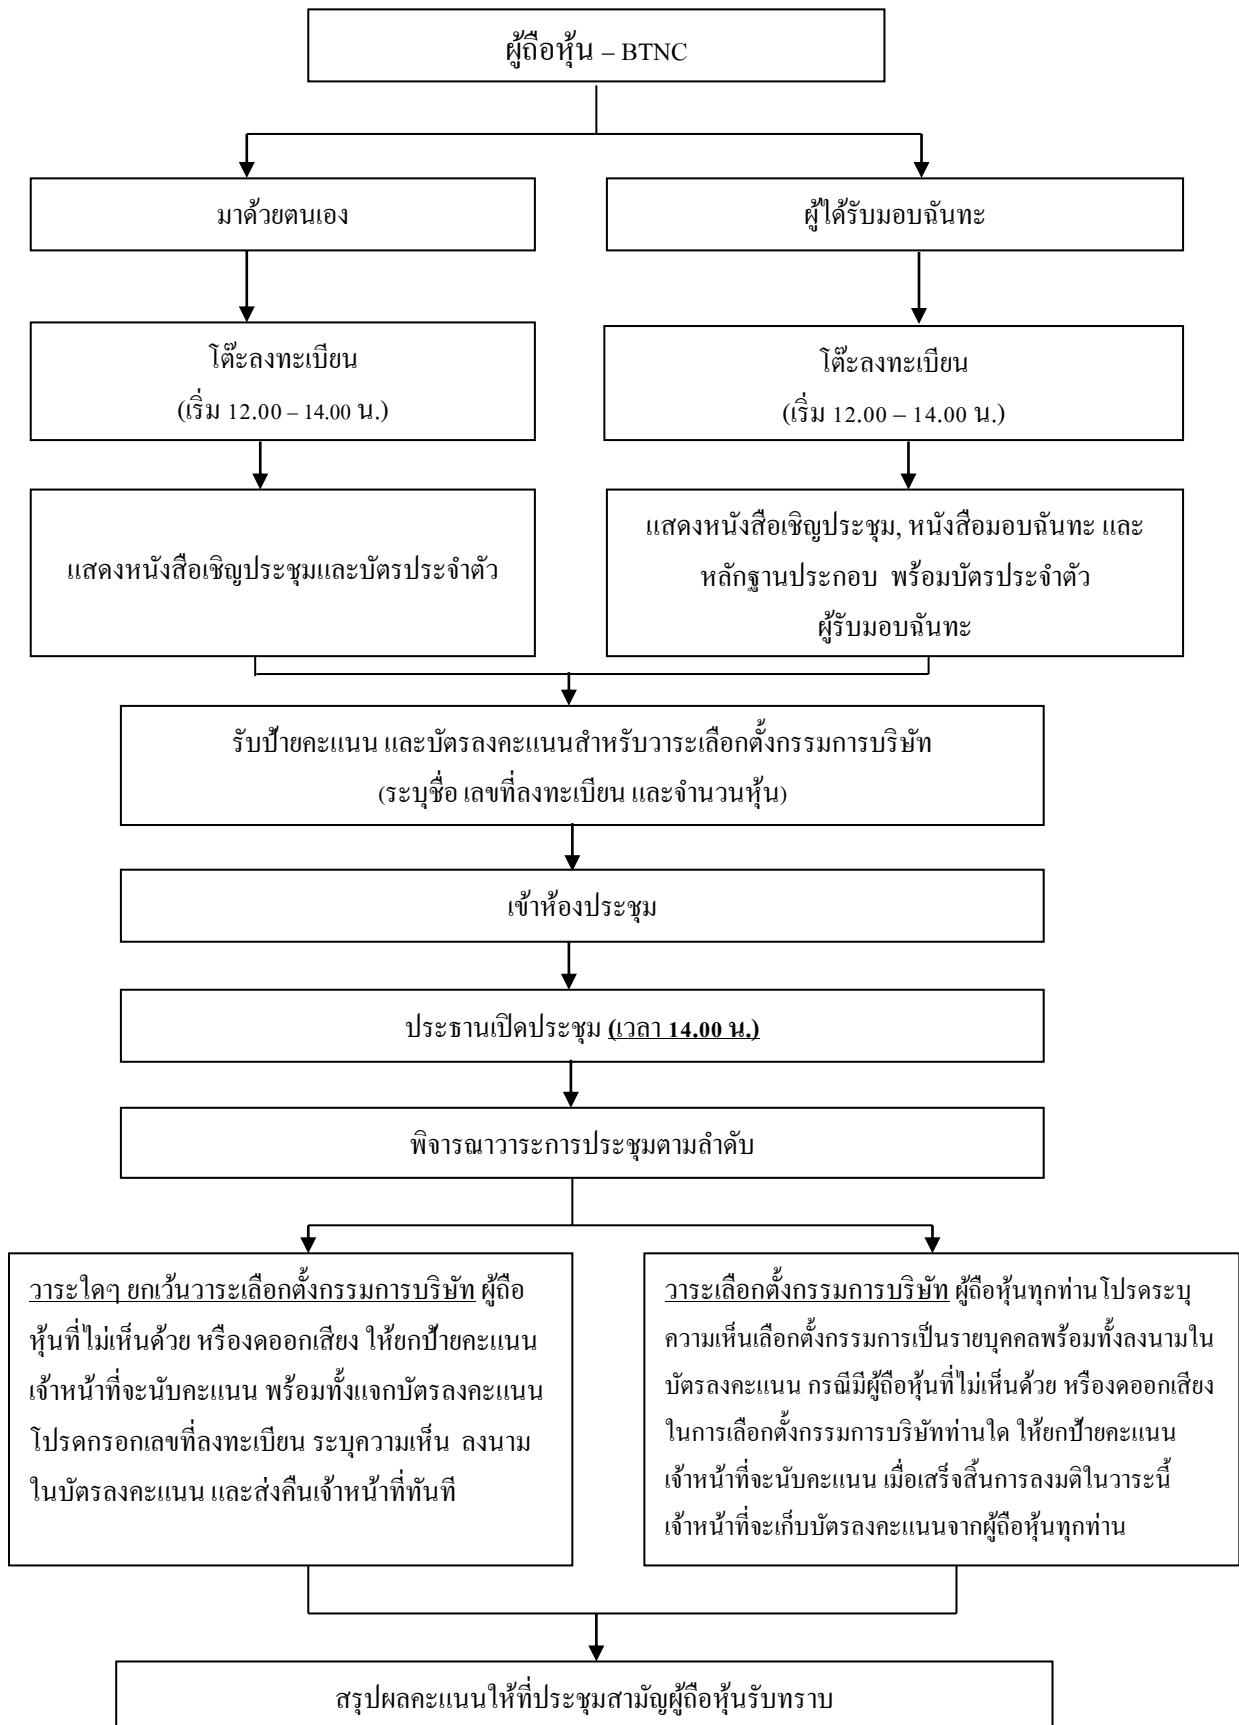 ผู้ถือหุ้น – BTNC
มาด้วยตนเอง
ผู้ได้รับมอบฉันทะ
โต๊ะลงทะเบียน
(เริ่ม 12.00 – 14.00 น.)
โต๊ะลงทะเบียน
(เริ่ม 12.00 – 14.00 น.)
แสดงหนังสือเชิญประชุมและบัตรประจำตัว
แสดงหนังสือเชิญประชุม, หนังสือมอบฉันทะ และ
หลักฐานประกอบ พร้อมบัตรประจำตัว
ผู้รับมอบฉันทะ
รับป้ายคะแนน และบัตรลงคะแนนสำหรับวาระเลือกตั้งกรรมการบริษัท
(ระบุชื่อ เลขที่ลงทะเบียน และจำนวนหุ้น)
เข้าห้องประชุม
ประธานเปิดประชุม (เวลา 14.00 น.)
พิจารณาวาระการประชุมตามลำดับ
วาระใดๆ ยกเว้นวาระเลือกตั้งกรรมการบริษัท ผู้ถือ
หุ้นที่ไม่เห็นด้วย หรืองดออกเสียง ให้ยกป้ายคะแนน
เจ้าหน้าที่จะนับคะแนน พร้อมทั้งแจกบัตรลงคะแนน
โปรดกรอกเลขที่ลงทะเบียน ระบุความเห็น ลงนาม
ในบัตรลงคะแนน และส่งคืนเจ้าหน้าที่ทันที
วาระเลือกตั้งกรรมการบริษัท ผู้ถือหุ้นทุกท่านโปรดระบุ
ความเห็นเลือกตั้งกรรมการเป็นรายบุคคลพร้อมทั้งลงนามใน
บัตรลงคะแนน กรณีมีผู้ถือหุ้นที่ไม่เห็นด้วย หรืองดออกเสียง
ในการเลือกตั้งกรรมการบริษัทท่านใด ให้ยกป้ายคะแนน
เจ้าหน้าที่จะนับคะแนน เมื่อเสร็จสิ้นการลงมติในวาระนี้
เจ้าหน้าที่จะเก็บบัตรลงคะแนนจากผู้ถือหุ้นทุกท่าน
สรุปผลคะแนนให้ที่ประชุมสามัญผู้ถือหุ้นรับทราบ